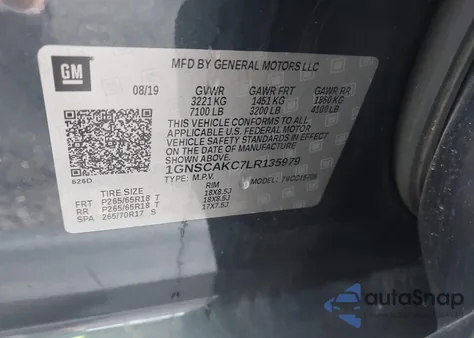 GM
MFD BY GENERAL MOTORS LLC
08/19 GVWR GAWR FRT GAWR RR
3221 KG 1451 KG 1860 KG
7100 LB 3200 LB 4100 LB
THIS VEHICLE CONFORMS TO ALL
APPLICABLE U.S. FEDERAL MOTOR
VEHICLE SAFETY STANDARDS IN EFFECT
ON THE DATE OF MANUFACTURE SHOWN ABOVE.
1GNSCAKC7LR135979
TYPE: M.P.V. MODEL:
626D
TIRE SIZE RIM
FRT P265/65R18 T 18X8.5J
RR P265/65R18 T 18X8.5J
SPA 265/70R17 S 17X7.5J
autoSnap